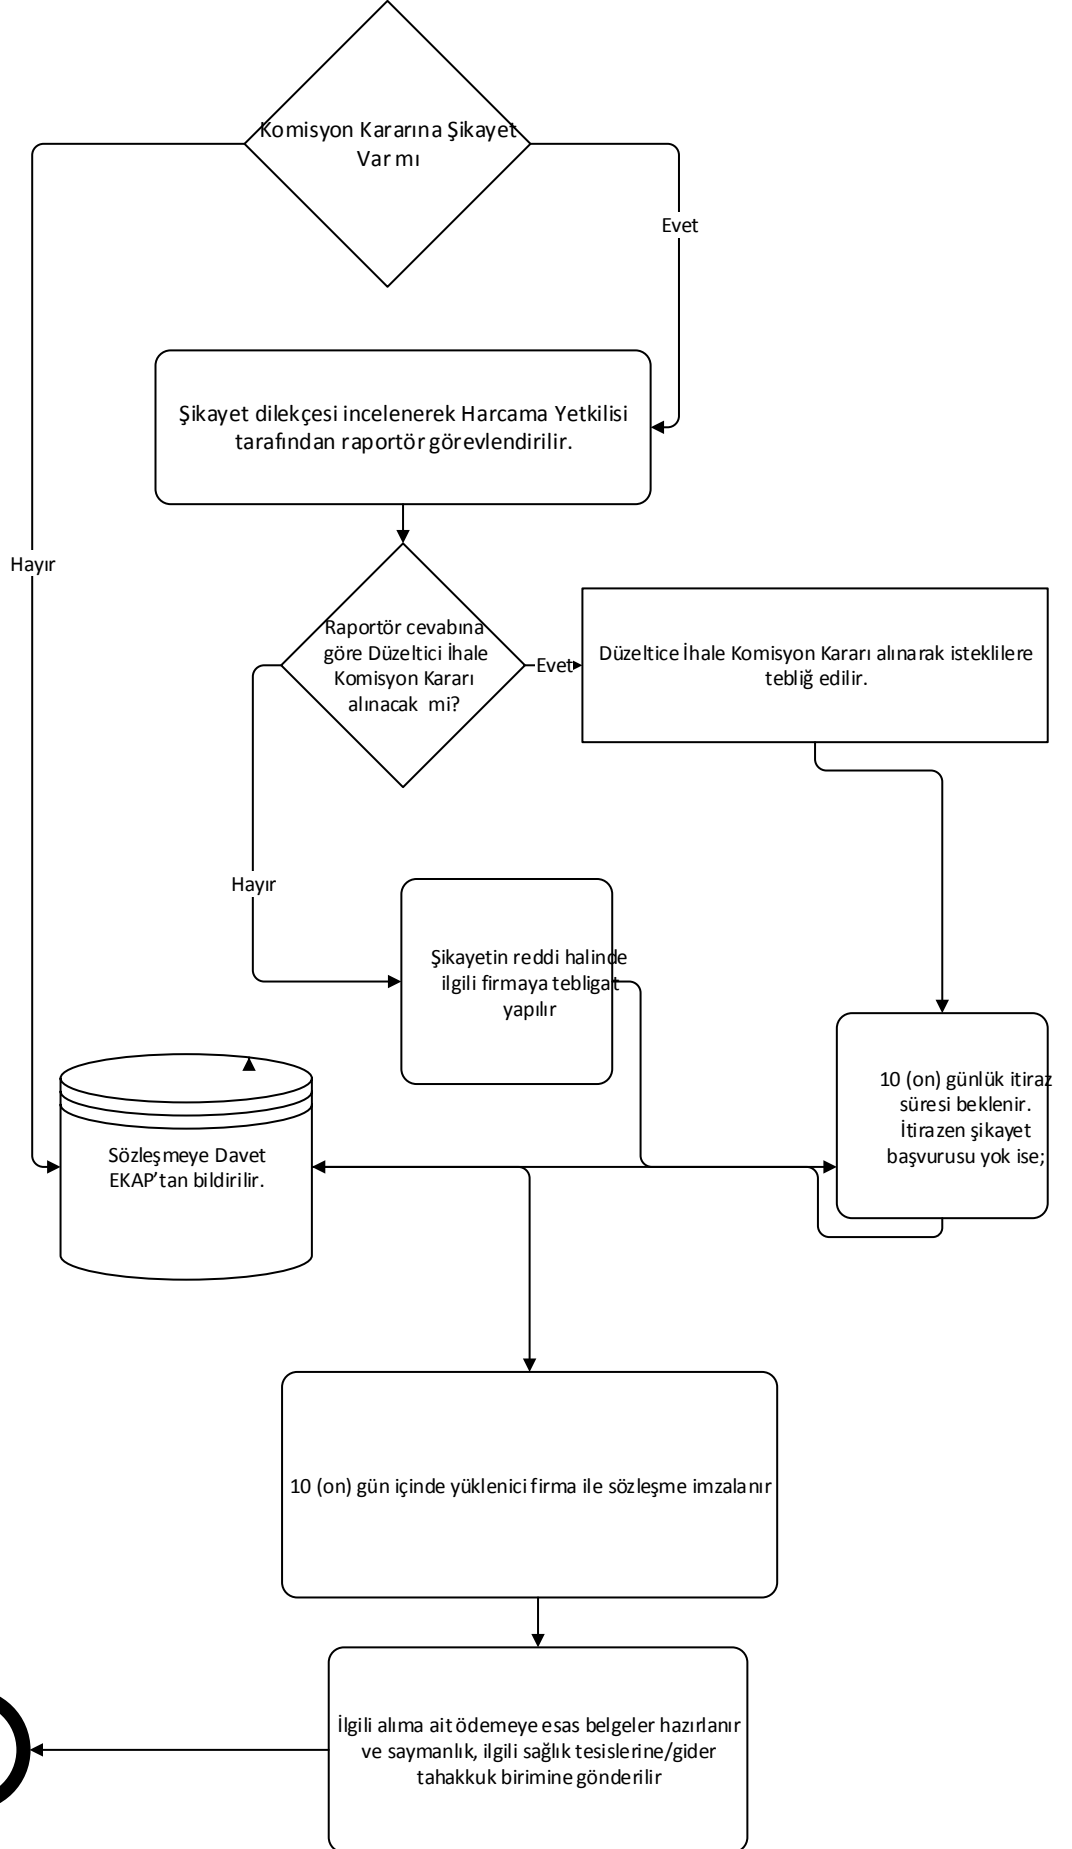 Komisyon Kararına Şikayet
Var mı
Evet
Şikayet dilekçesi incelenerek Harcama Yetkilisi
tarafından raportör görevlendirilir.
Hayır
Raportör cevabına
göre Düzeltici İhale
Komisyon Kararı
alınacak mi?
Evet
Düzeltice İhale Komisyon Kararı alınarak isteklilere
tebliğ edilir.
Hayır
Şikayetin reddi halinde
ilgili firmaya tebligat
yapılır
10 (on) günlük itiraz
süresi beklenir.
İtirazen şikayet
başvurusu yok ise;
Sözleşmeye Davet
EKAP’tan bildirilir.
10 (on) gün içinde yüklenici firma ile sözleşme imzalanır
İlgili alıma ait ödemeye esas belgeler hazırlanır
ve saymanlık, ilgili sağlık tesislerine/gider
tahakkuk birimine gönderilir